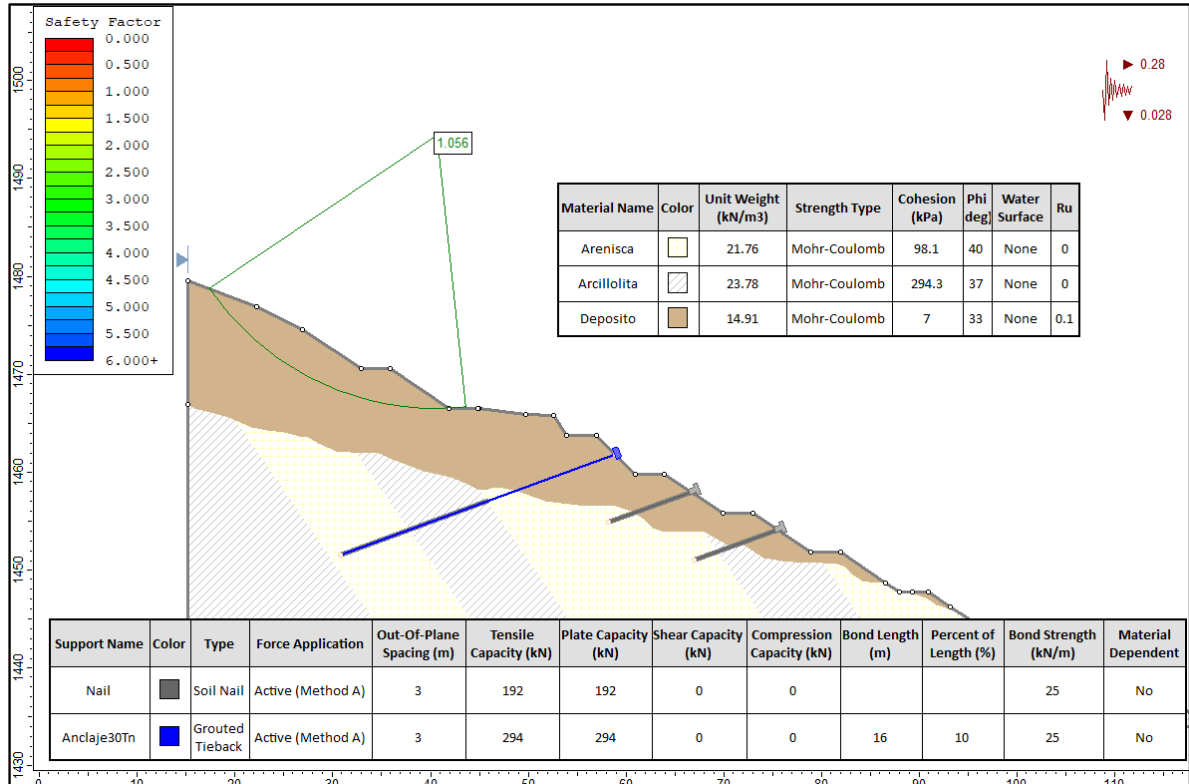 Safety Factor
0.000
0.500
1.000
1.500
2.000
2.500
3.000
3.500
4.000
4.500
5.000
5.500
6.000+
0.28
0.028
1.056
Material Name Color Unit Weight (kN/m3) Strength Type Cohesion (kPa) Phi deg) Water Surface Ru
Arenisca 21.76 Mohr-Coulomb 98.1 40 None 0
Arcillolita 23.78 Mohr-Coulomb 294.3 37 None 0
Deposito 14.91 Mohr-Coulomb 7 33 None 0.1
Support Name Color Type Force Application Out-Of-Plane Spacing (m) Tensile Capacity (kN) Plate Capacity (kN) Shear Capacity (kN) Compression Capacity (kN) Bond Length (m) Percent of Length (%) Bond Strength (kN/m) Material Dependent
Nail Soil Nail Active (Method A) 3 192 192 0 0 25 No
Anclaje30Tn Grouted Tieback Active (Method A) 3 294 294 0 0 16 10 25 No
1500
1490
1480
1470
1460
1450
1440
1430
0 10 20 30 40 50 60 70 80 90 100 110